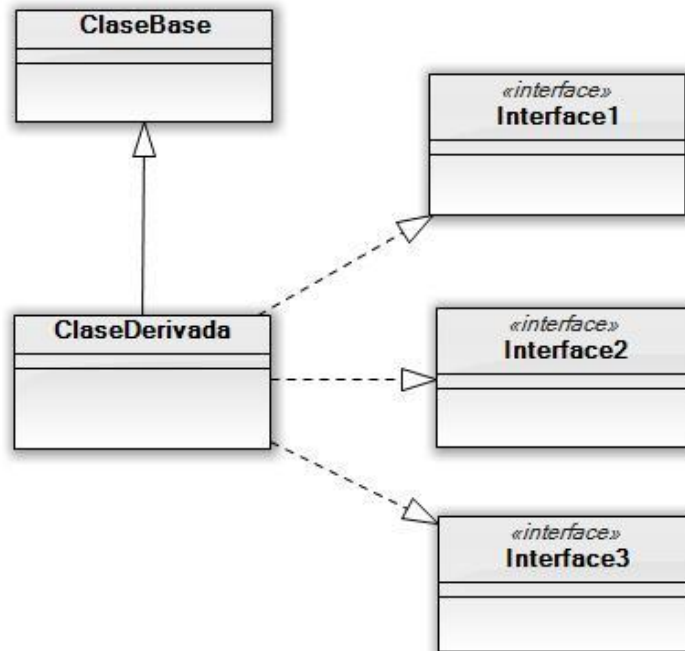 ClaseBase
«interface»
Interface1
ClaseDerivada
«interface»
Interface2
«interface»
Interface3